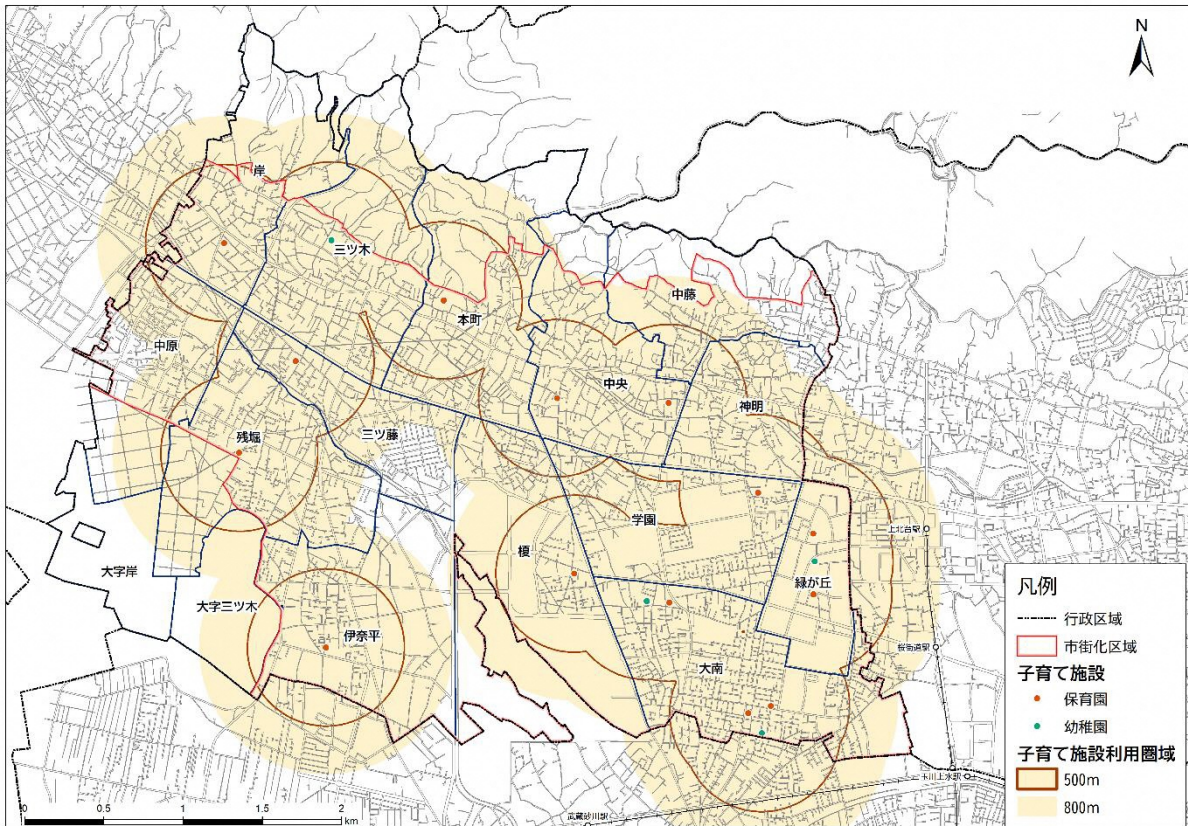 N
岸
三ツ木
中藤
本町
中原
中央
神明
残堀
三ツ藤
学園
上北台駅
榎
緑が丘
大字岸
大字三ツ木
伊奈平
大南
桜街道駅
玉川上水駅
武蔵砂川駅
凡例
行政区域
市街化区域
子育て施設
保育園
幼稚園
子育て施設利用圏域
500m
800m
0 0.5 1 1.5 2
km